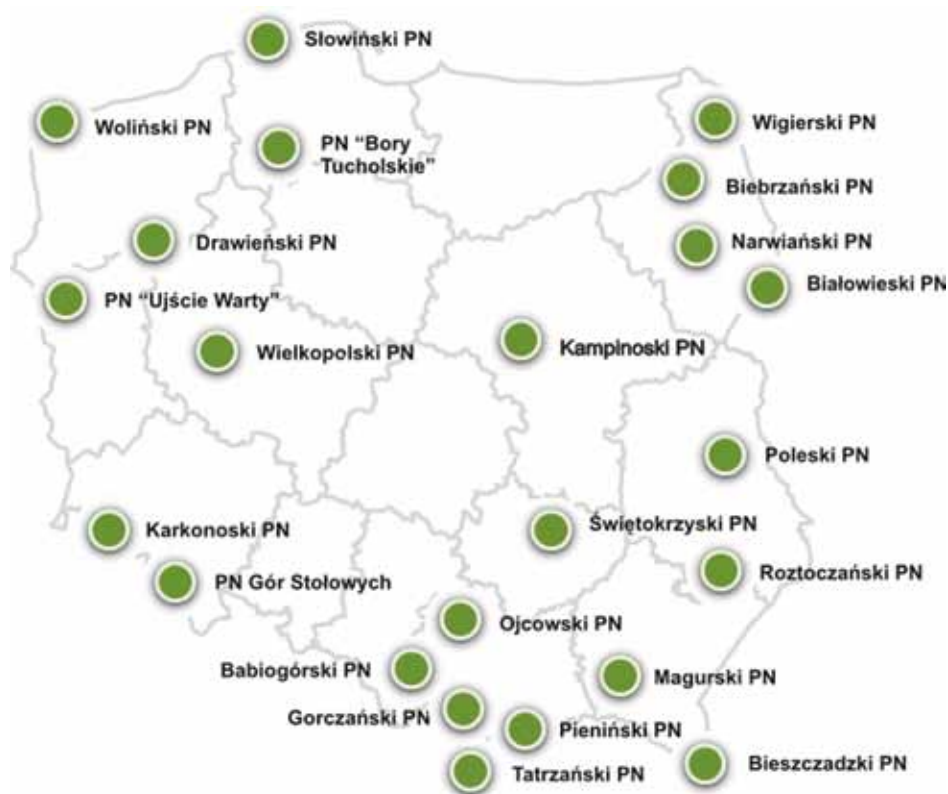 Słowiński PN
Woliński PN
PN “Bory
Tucholskie”
Wigierski PN
Biebrzański PN
Drawieński PN
Narwiański PN
Białowieski PN
PN “Ujście Warty”
Wielkopolski PN
Kampinoski PN
Poleski PN
Karkonoski PN
Świętokrzyski PN
PN Gór Stołowych
Roztoczański PN
Ojcowski PN
Babiogórski PN
Magurski PN
Gorczański PN
Pieniński PN
Tatrzański PN
Bieszczadzki PN